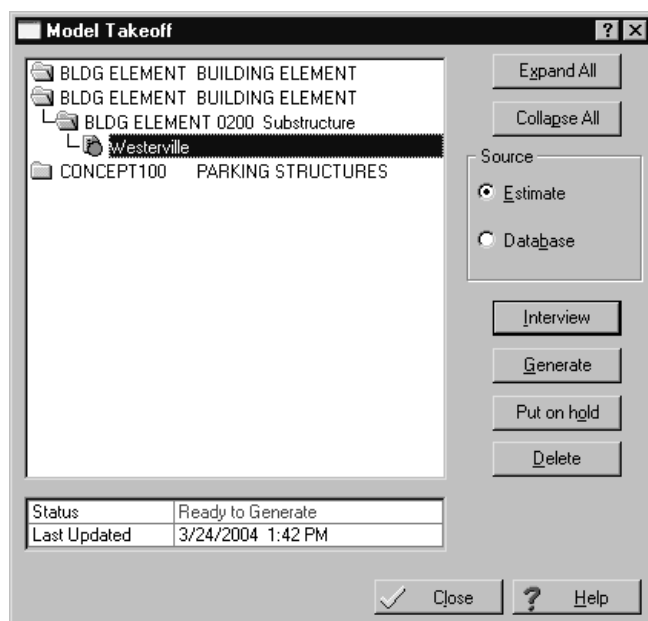 Model Takeoff
BLDG ELEMENT BUILDING ELEMENT
BLDG ELEMENT BUILDING ELEMENT
BLDG ELEMENT 0200 Substructure
Westerville
CONCEPT100 PARKING STRUCTURES
Expand All
Collapse All
Source
Estimate
Database
Interview
Generate
Put on hold
Delete
Status Ready to Generate
Last Updated 3/24/2004 1:42 PM
Close
Help